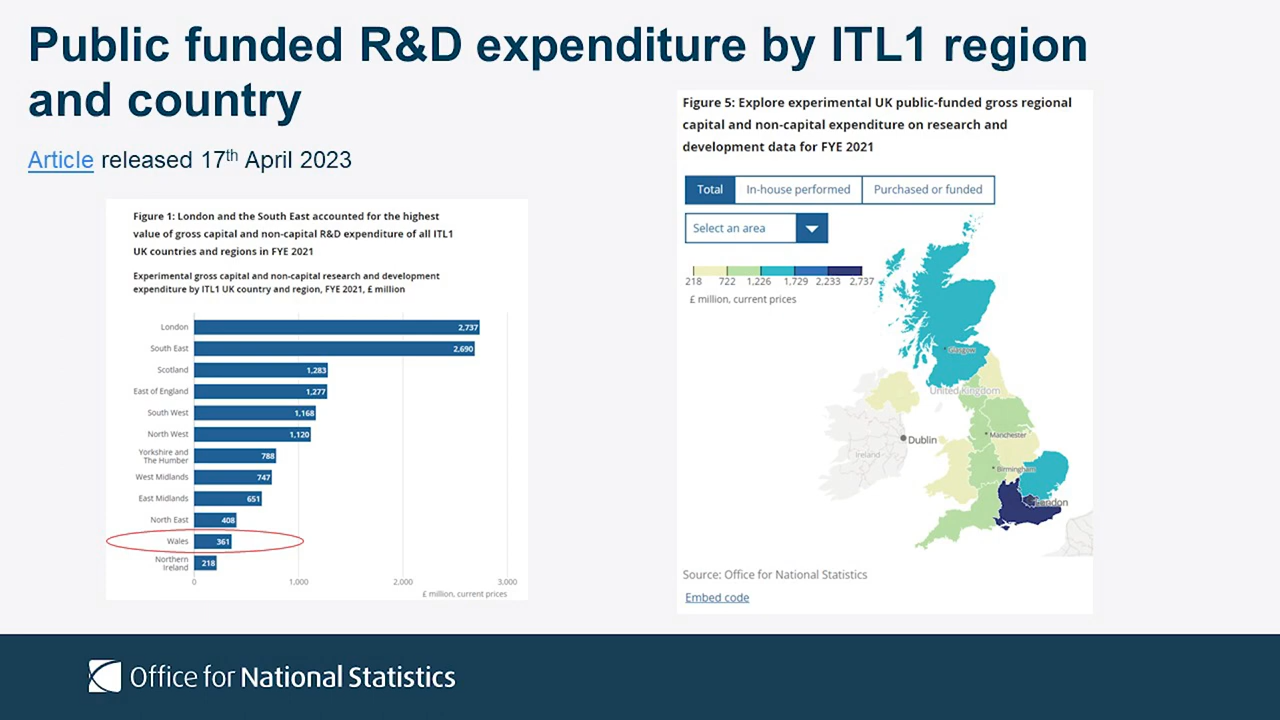 Public funded R&D expenditure by ITL1 region
and country
Article released 17th April 2023
Figure 1: London and the South East accounted for the highest
value of gross capital and non-capital R&D expenditure of all ITL1
UK countries and regions in FYE 2021
Experimental gross capital and non-capital research and development
expenditure by ITL1 UK country and region, FYE 2021, £ million
London 2,737
South East 2,690
Scotland 1,283
East of England 1,277
South West 1,168
North West 1,120
Yorkshire and
The Humber 788
West Midlands 747
East Midlands 651
North East 408
Wales 361
Northern
Ireland 218
0 1,000 2,000 3,000
£ million, current prices
Figure 5: Explore experimental UK public-funded gross regional
capital and non-capital expenditure on research and
development data for FYE 2021
Total In-house performed Purchased or funded
Select an area
218 722 1,226 1,729 2,233 2,737
£ million, current prices
Glasgow
United Kingdom
Dublin
Manchester
Ireland
Birmingham
London
Source: Office for National Statistics
Embed code
Office for National Statistics